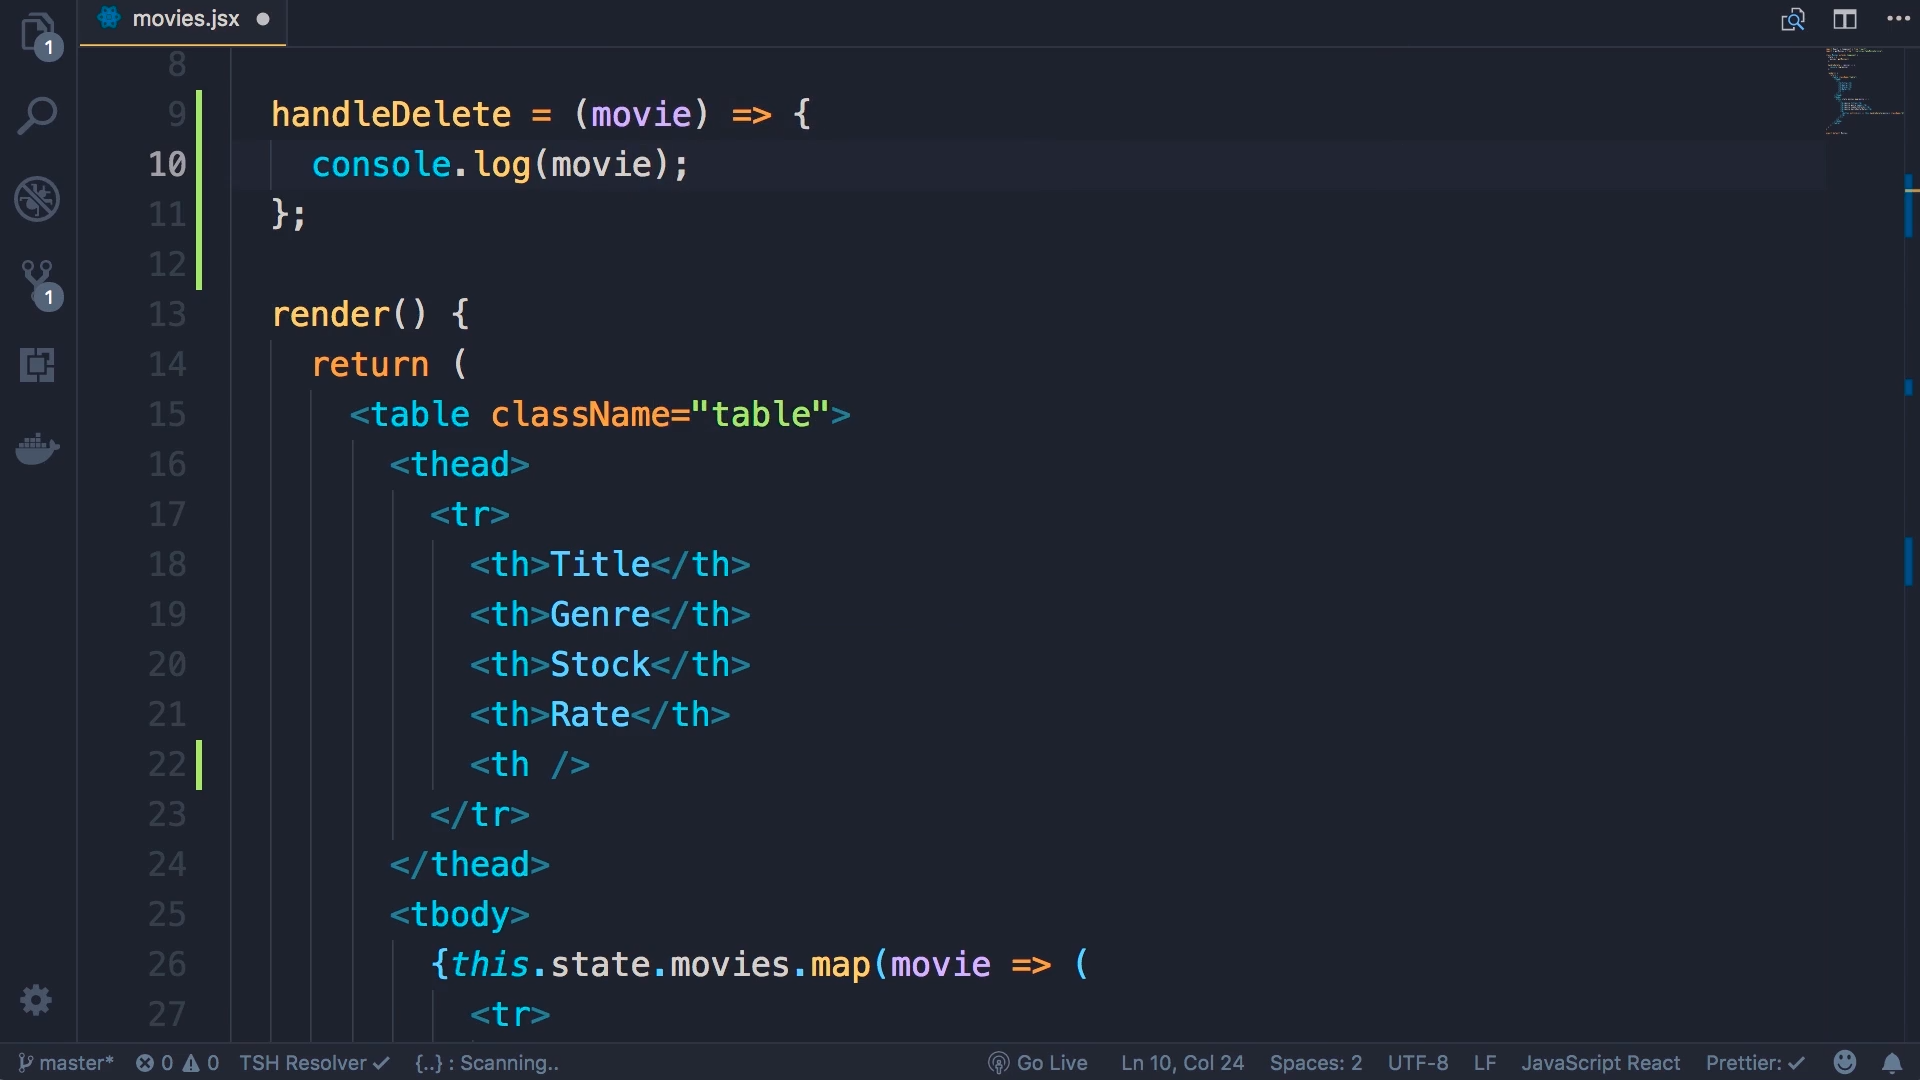 movies.jsx
1
8
9 handleDelete = (movie) => {
10 console.log(movie);
11 };
12
13 render() {
14 return (
15 <table className="table">
16 <thead>
17 <tr>
18 <th>Title</th>
19 <th>Genre</th>
20 <th>Stock</th>
21 <th>Rate</th>
22 <th />
23 </tr>
24 </thead>
25 <tbody>
26 {this.state.movies.map(movie => (
27 <tr>
1
master* 0 0 TSH Resolver ✓ {..} : Scanning.. Go Live Ln 10, Col 24 Spaces: 2 UTF-8 LF JavaScript React Prettier: ✓